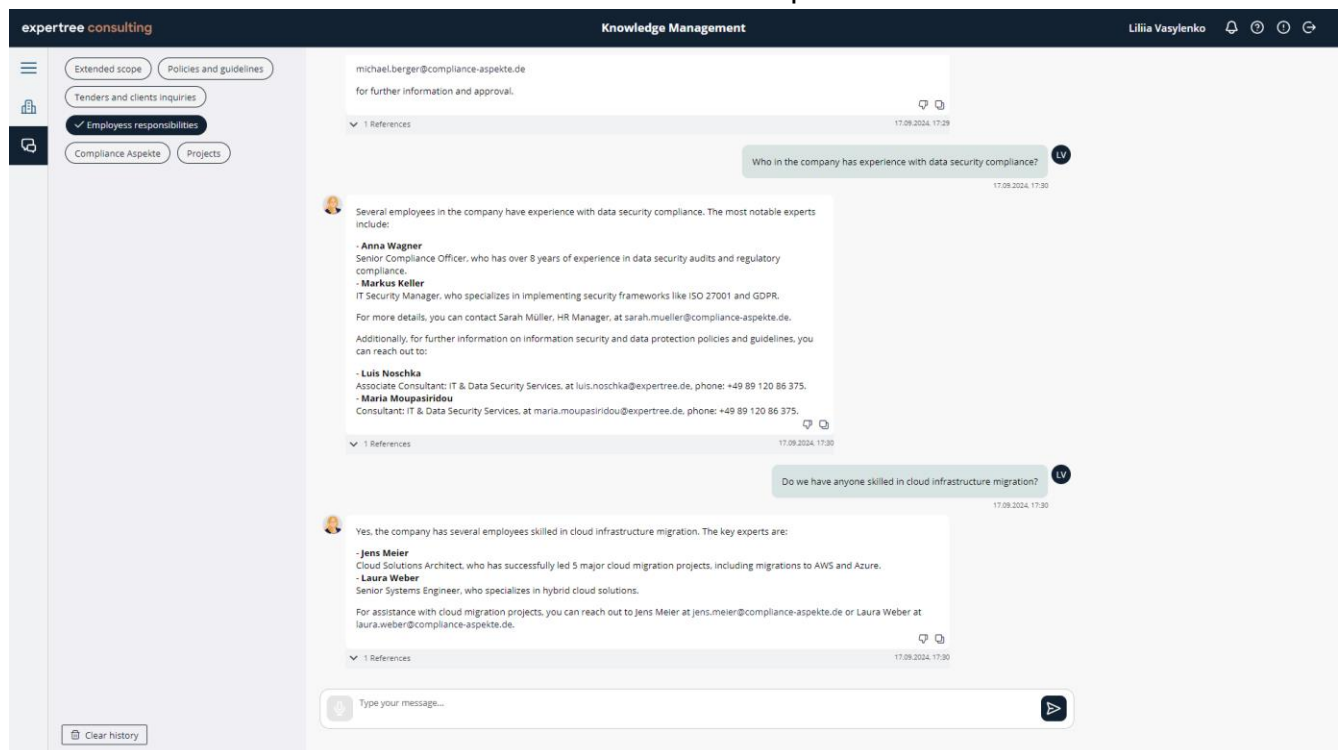 expertree consulting
Knowledge Management
Liliia Vasylenko
Extended scope
Policies and guidelines
Tenders and clients inquiries
Employess responsibilities
Compliance Aspekte
Projects
michael.berger@compliance-aspekte.de
for further information and approval.
1 References
17.09.2024, 17:29
Who in the company has experience with data security compliance?
LV
17.09.2024, 17:30
Several employees in the company have experience with data security compliance. The most notable experts
include:
- Anna Wagner
Senior Compliance Officer, who has over 8 years of experience in data security audits and regulatory
compliance.
- Markus Keller
IT Security Manager, who specializes in implementing security frameworks like ISO 27001 and GDPR.
For more details, you can contact Sarah Müller, HR Manager, at sarah.mueller@compliance-aspekte.de.
Additionally, for further information on information security and data protection policies and guidelines, you
can reach out to:
- Luis Noschka
Associate Consultant: IT & Data Security Services, at luis.noschka@expertree.de, phone: +49 89 120 86 375.
- Maria Moupasiridou
Consultant: IT & Data Security Services, at maria.moupasiridou@expertree.de, phone: +49 89 120 86 375.
1 References
17.09.2024, 17:30
Do we have anyone skilled in cloud infrastructure migration?
LV
17.09.2024, 17:30
Yes, the company has several employees skilled in cloud infrastructure migration. The key experts are:
- Jens Meier
Cloud Solutions Architect, who has successfully led 5 major cloud migration projects, including migrations to AWS and Azure.
- Laura Weber
Senior Systems Engineer, who specializes in hybrid cloud solutions.
For assistance with cloud migration projects, you can reach out to Jens Meier at jens.meier@compliance-aspekte.de or Laura Weber at
laura.weber@compliance-aspekte.de.
1 References
17.09.2024, 17:30
Type your message...
Clear history